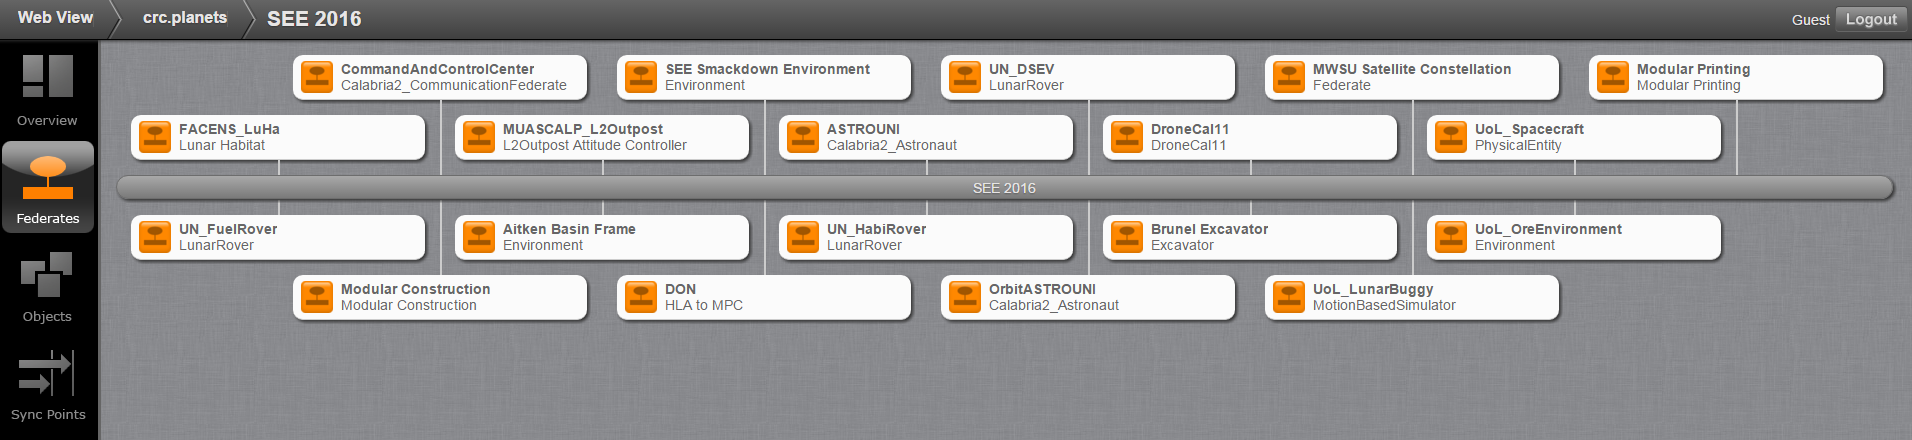 Web View
crc.planets
SEE 2016
Guest
Logout
Overview
Federates
Objects
Sync Points
CommandAndControlCenter
Calabria2_CommunicationFederate
SEE Smackdown Environment
Environment
UN_DSEV
LunarRover
MWSU Satellite Constellation
Federate
Modular Printing
Modular Printing
FACENS_LuHa
Lunar Habitat
MUASCALP_L2Outpost
L2Outpost Attitude Controller
ASTROUNI
Calabria2_Astronaut
DroneCal11
DroneCal11
UoL_Spacecraft
PhysicalEntity
SEE 2016
UN_FuelRover
LunarRover
Aitken Basin Frame
Environment
UN_HabiRover
LunarRover
Brunel Excavator
Excavator
UoL_OreEnvironment
Environment
Modular Construction
Modular Construction
DON
HLA to MPC
OrbitASTROUNI
Calabria2_Astronaut
UoL_LunarBuggy
MotionBasedSimulator